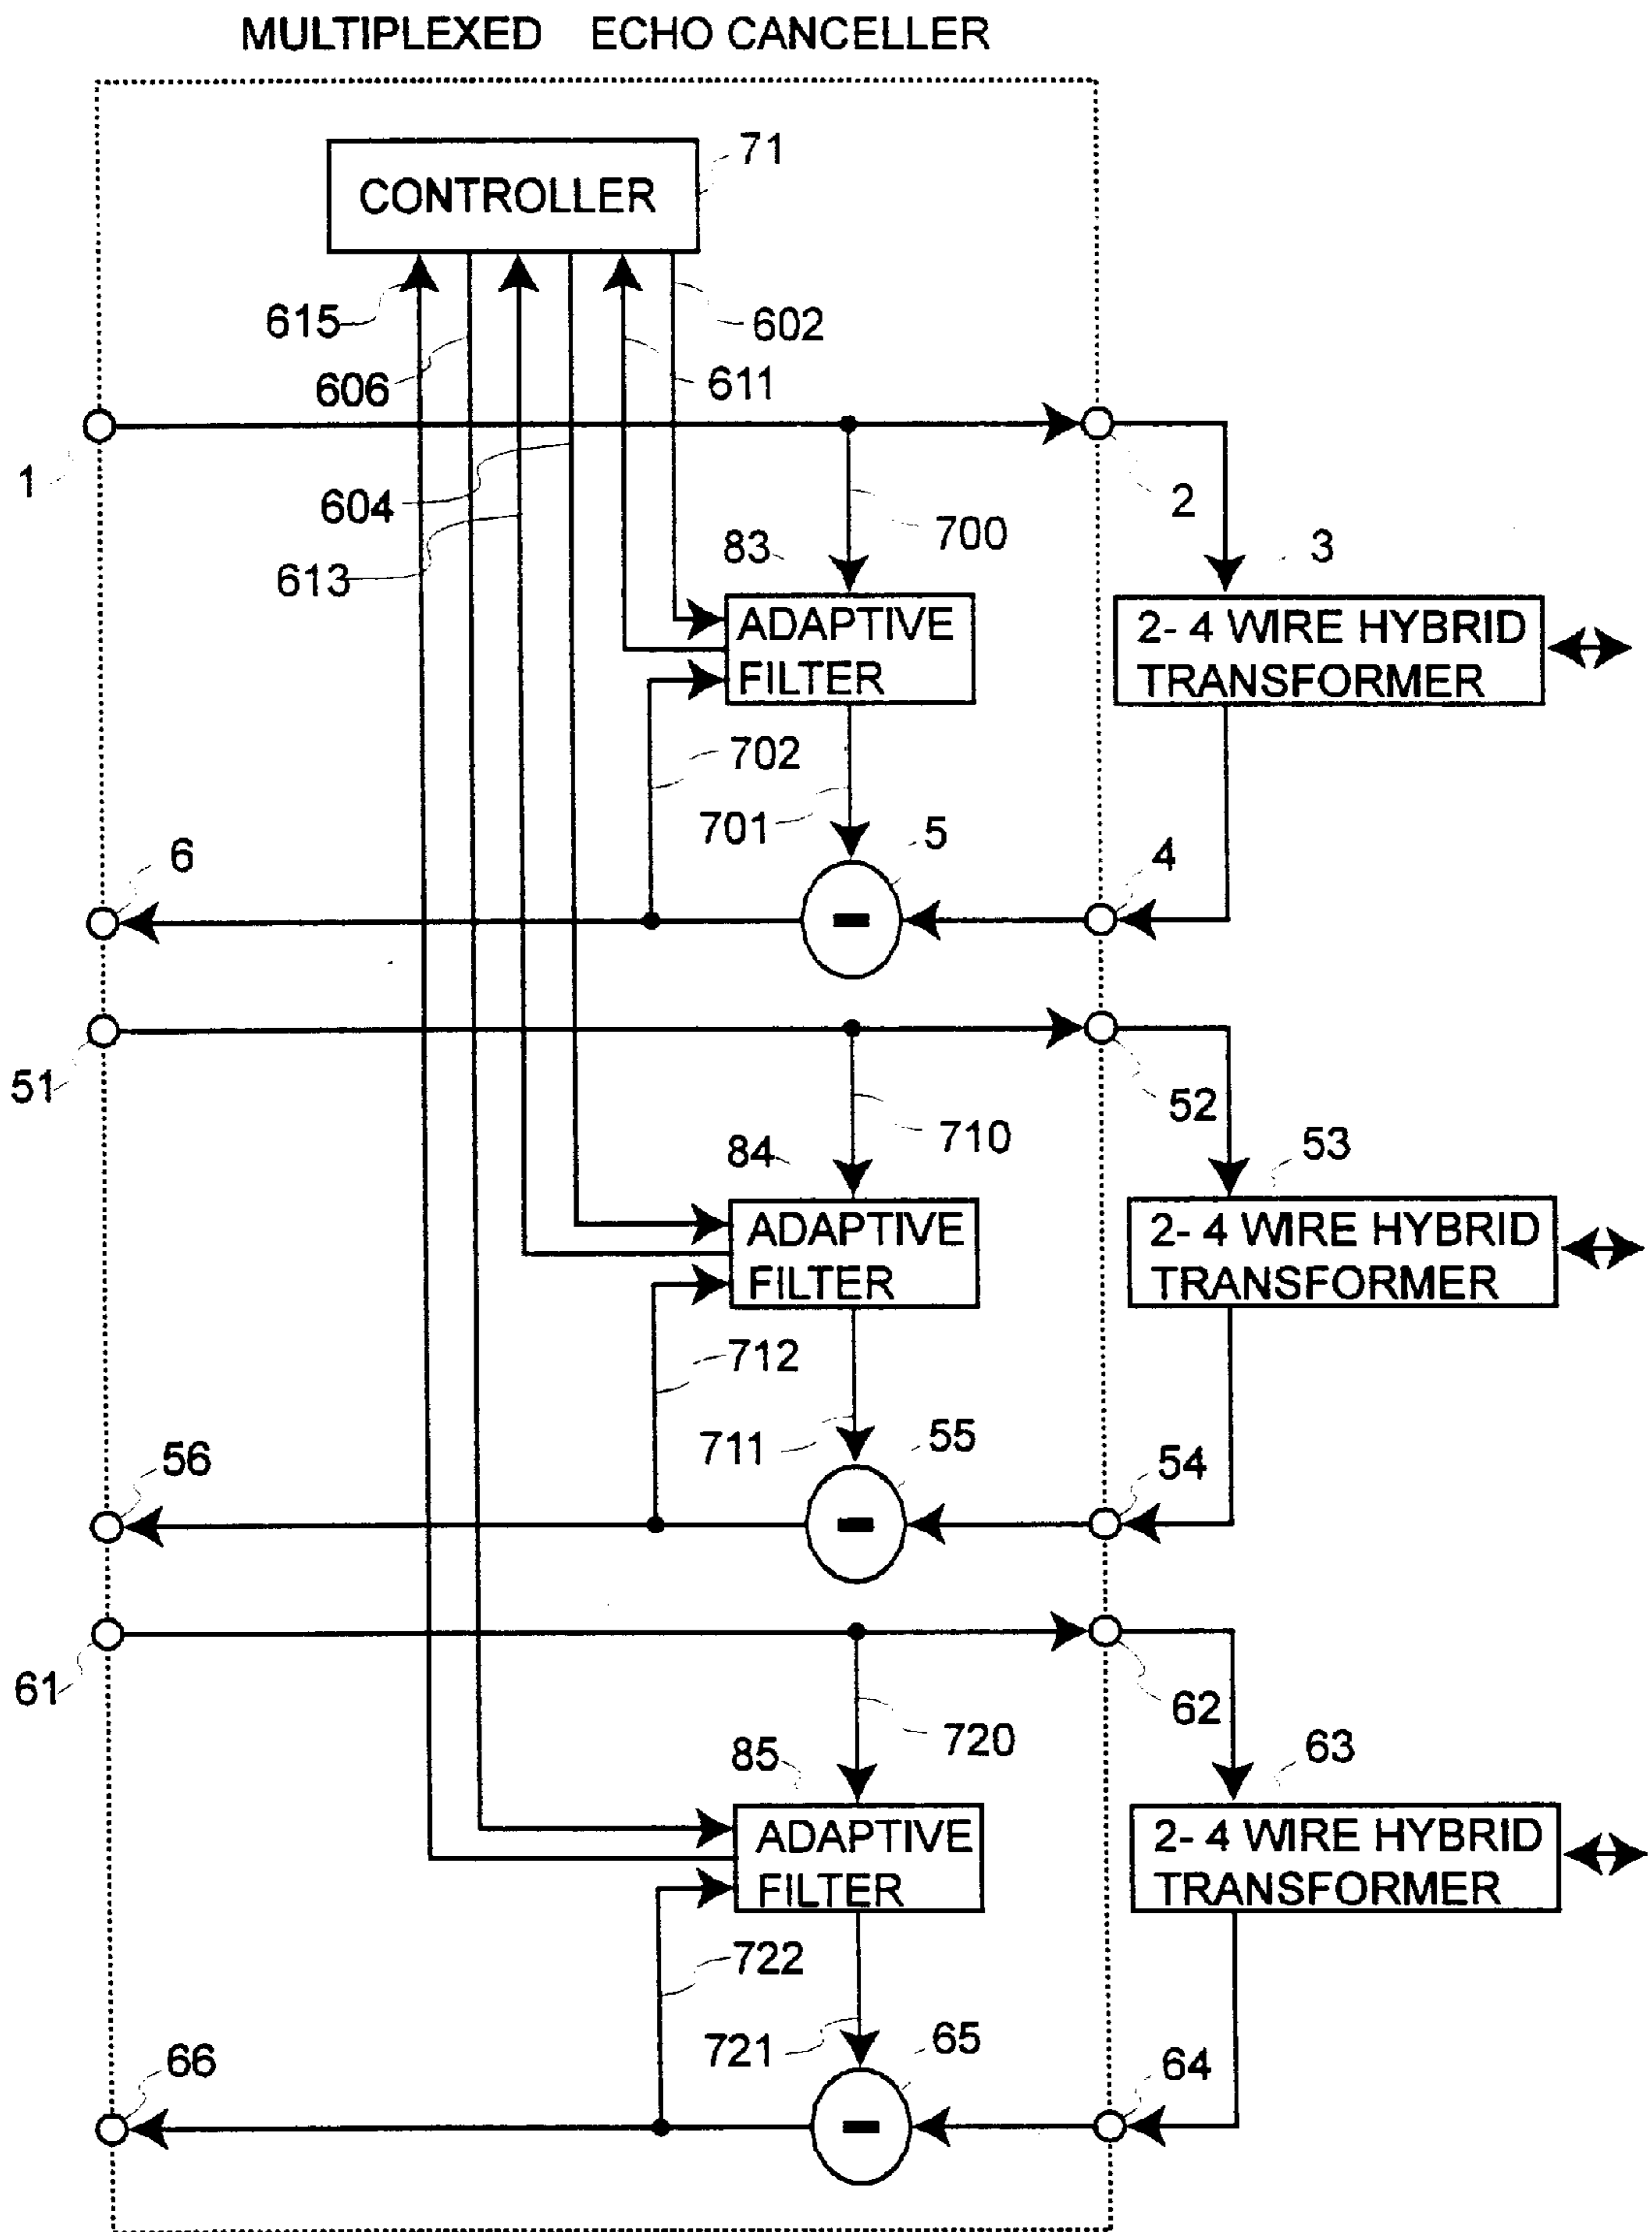 MULTIPLEXED ECHO CANCELLER
71
CONTROLLER
615
602
606
611
1
604
2
700
613
83
3
ADAPTIVE
FILTER
2-4 WIRE HYBRID
TRANSFORMER
702
701
5
6
4
51
52
710
84
53
ADAPTIVE
FILTER
2-4 WIRE HYBRID
TRANSFORMER
712
711
55
56
54
61
62
720
85
63
ADAPTIVE
FILTER
2-4 WIRE HYBRID
TRANSFORMER
722
721
65
66
64